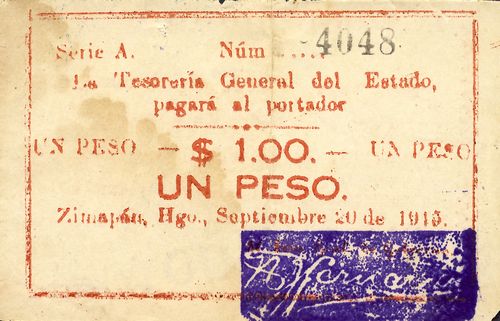 Serie A. Núm..... 4048
La Tesorería General del Estado,
pagará al portador
UN PESO — $ 1.00. — UN PESO
UN PESO.
Zimapán, Hgo., Septiembre 20 de 1915.